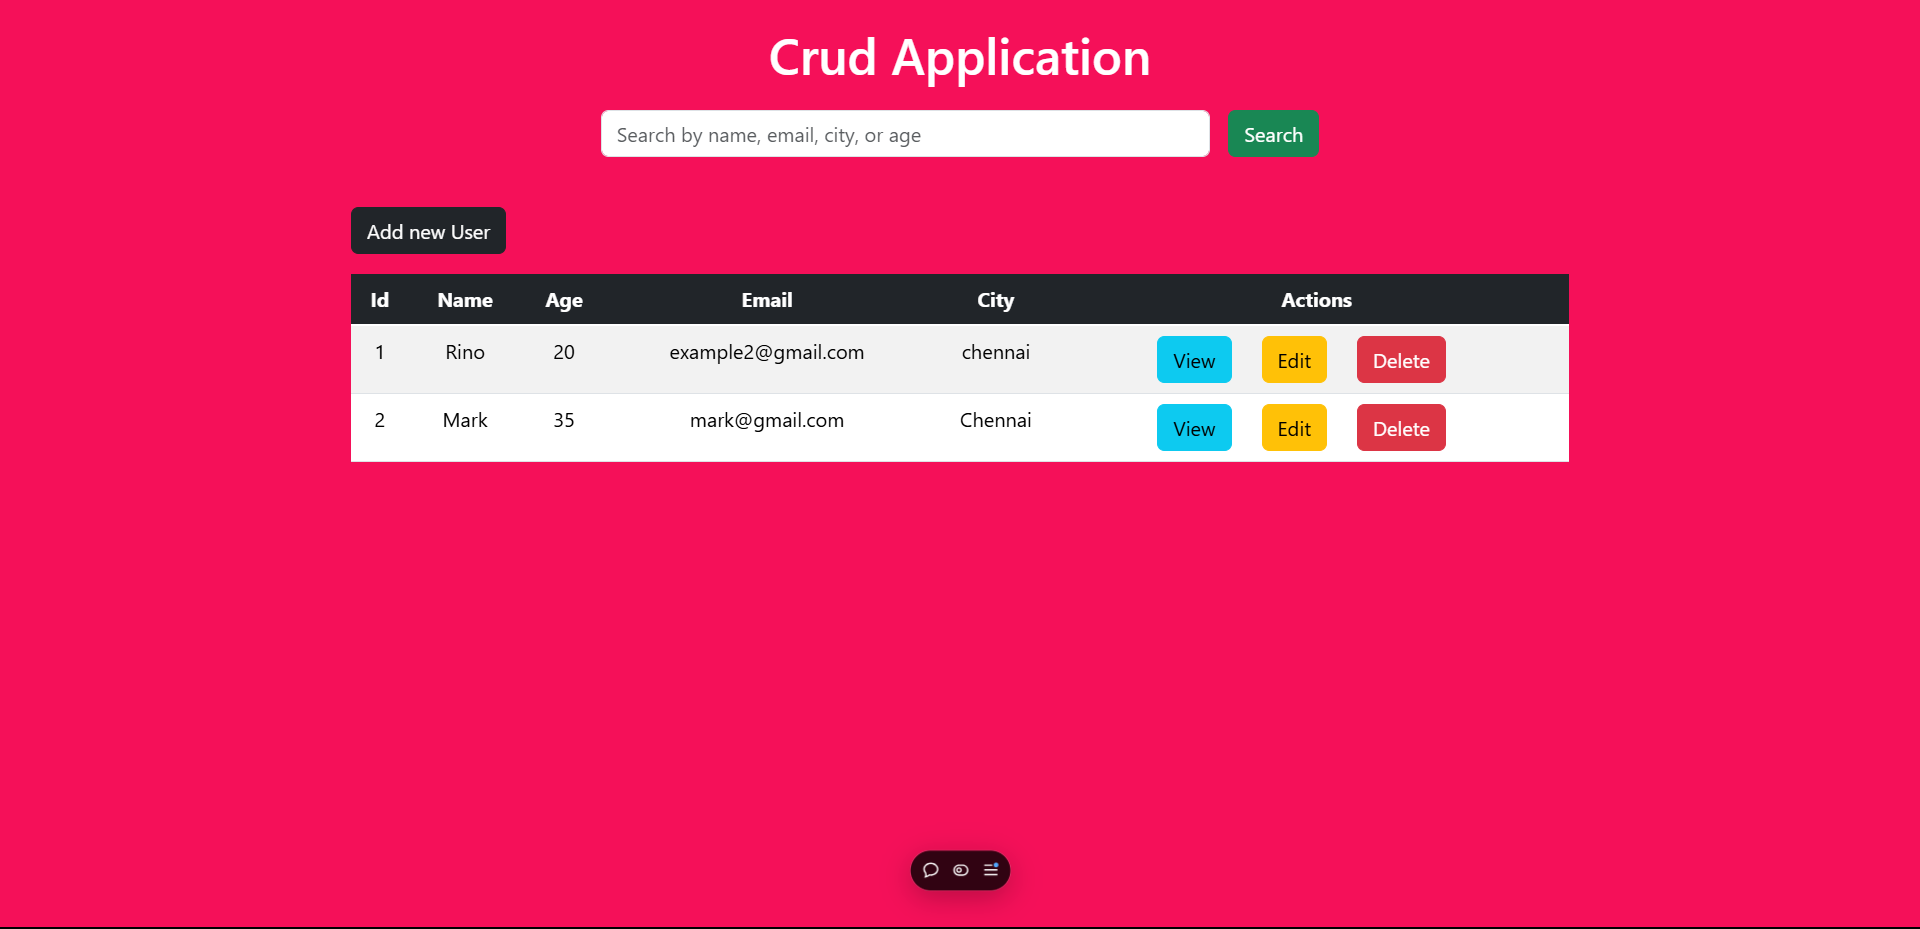 Crud Application
Search by name, email, city, or age Search
Add new User
Id Name Age Email City Actions
1 Rino 20 example2@gmail.com chennai View Edit Delete
2 Mark 35 mark@gmail.com Chennai View Edit Delete